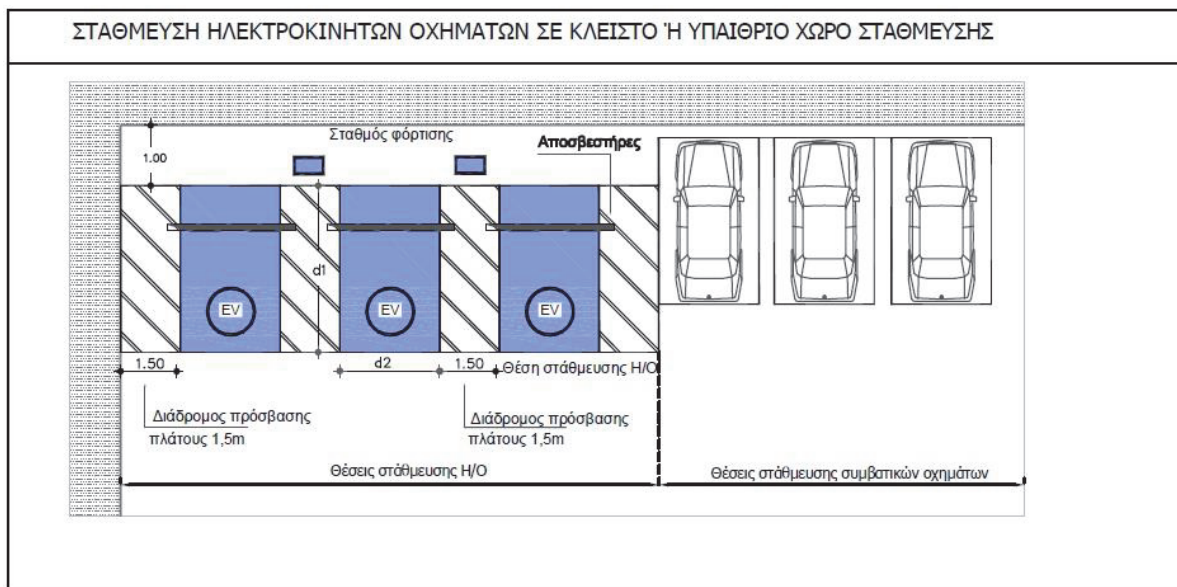 ΣΤΑΘΜΕΥΣΗ ΗΛΕΚΤΡΟΚΙΝΗΤΩΝ ΟΧΗΜΑΤΩΝ ΣΕ ΚΛΕΙΣΤΟ Ή ΥΠΑΙΘΡΙΟ ΧΩΡΟ ΣΤΑΘΜΕΥΣΗΣ
Σταθμός φόρτισης
Αποσβεστήρες
1.00
d1
EV
EV
EV
1.50
d2
1.50
Θέση στάθμευσης Η/Ο
Διάδρομος πρόσβασης
πλάτους 1,5m
Διάδρομος πρόσβασης
πλάτους 1,5m
Θέσεις στάθμευσης Η/Ο
Θέσεις στάθμευσης συμβατικών οχημάτων